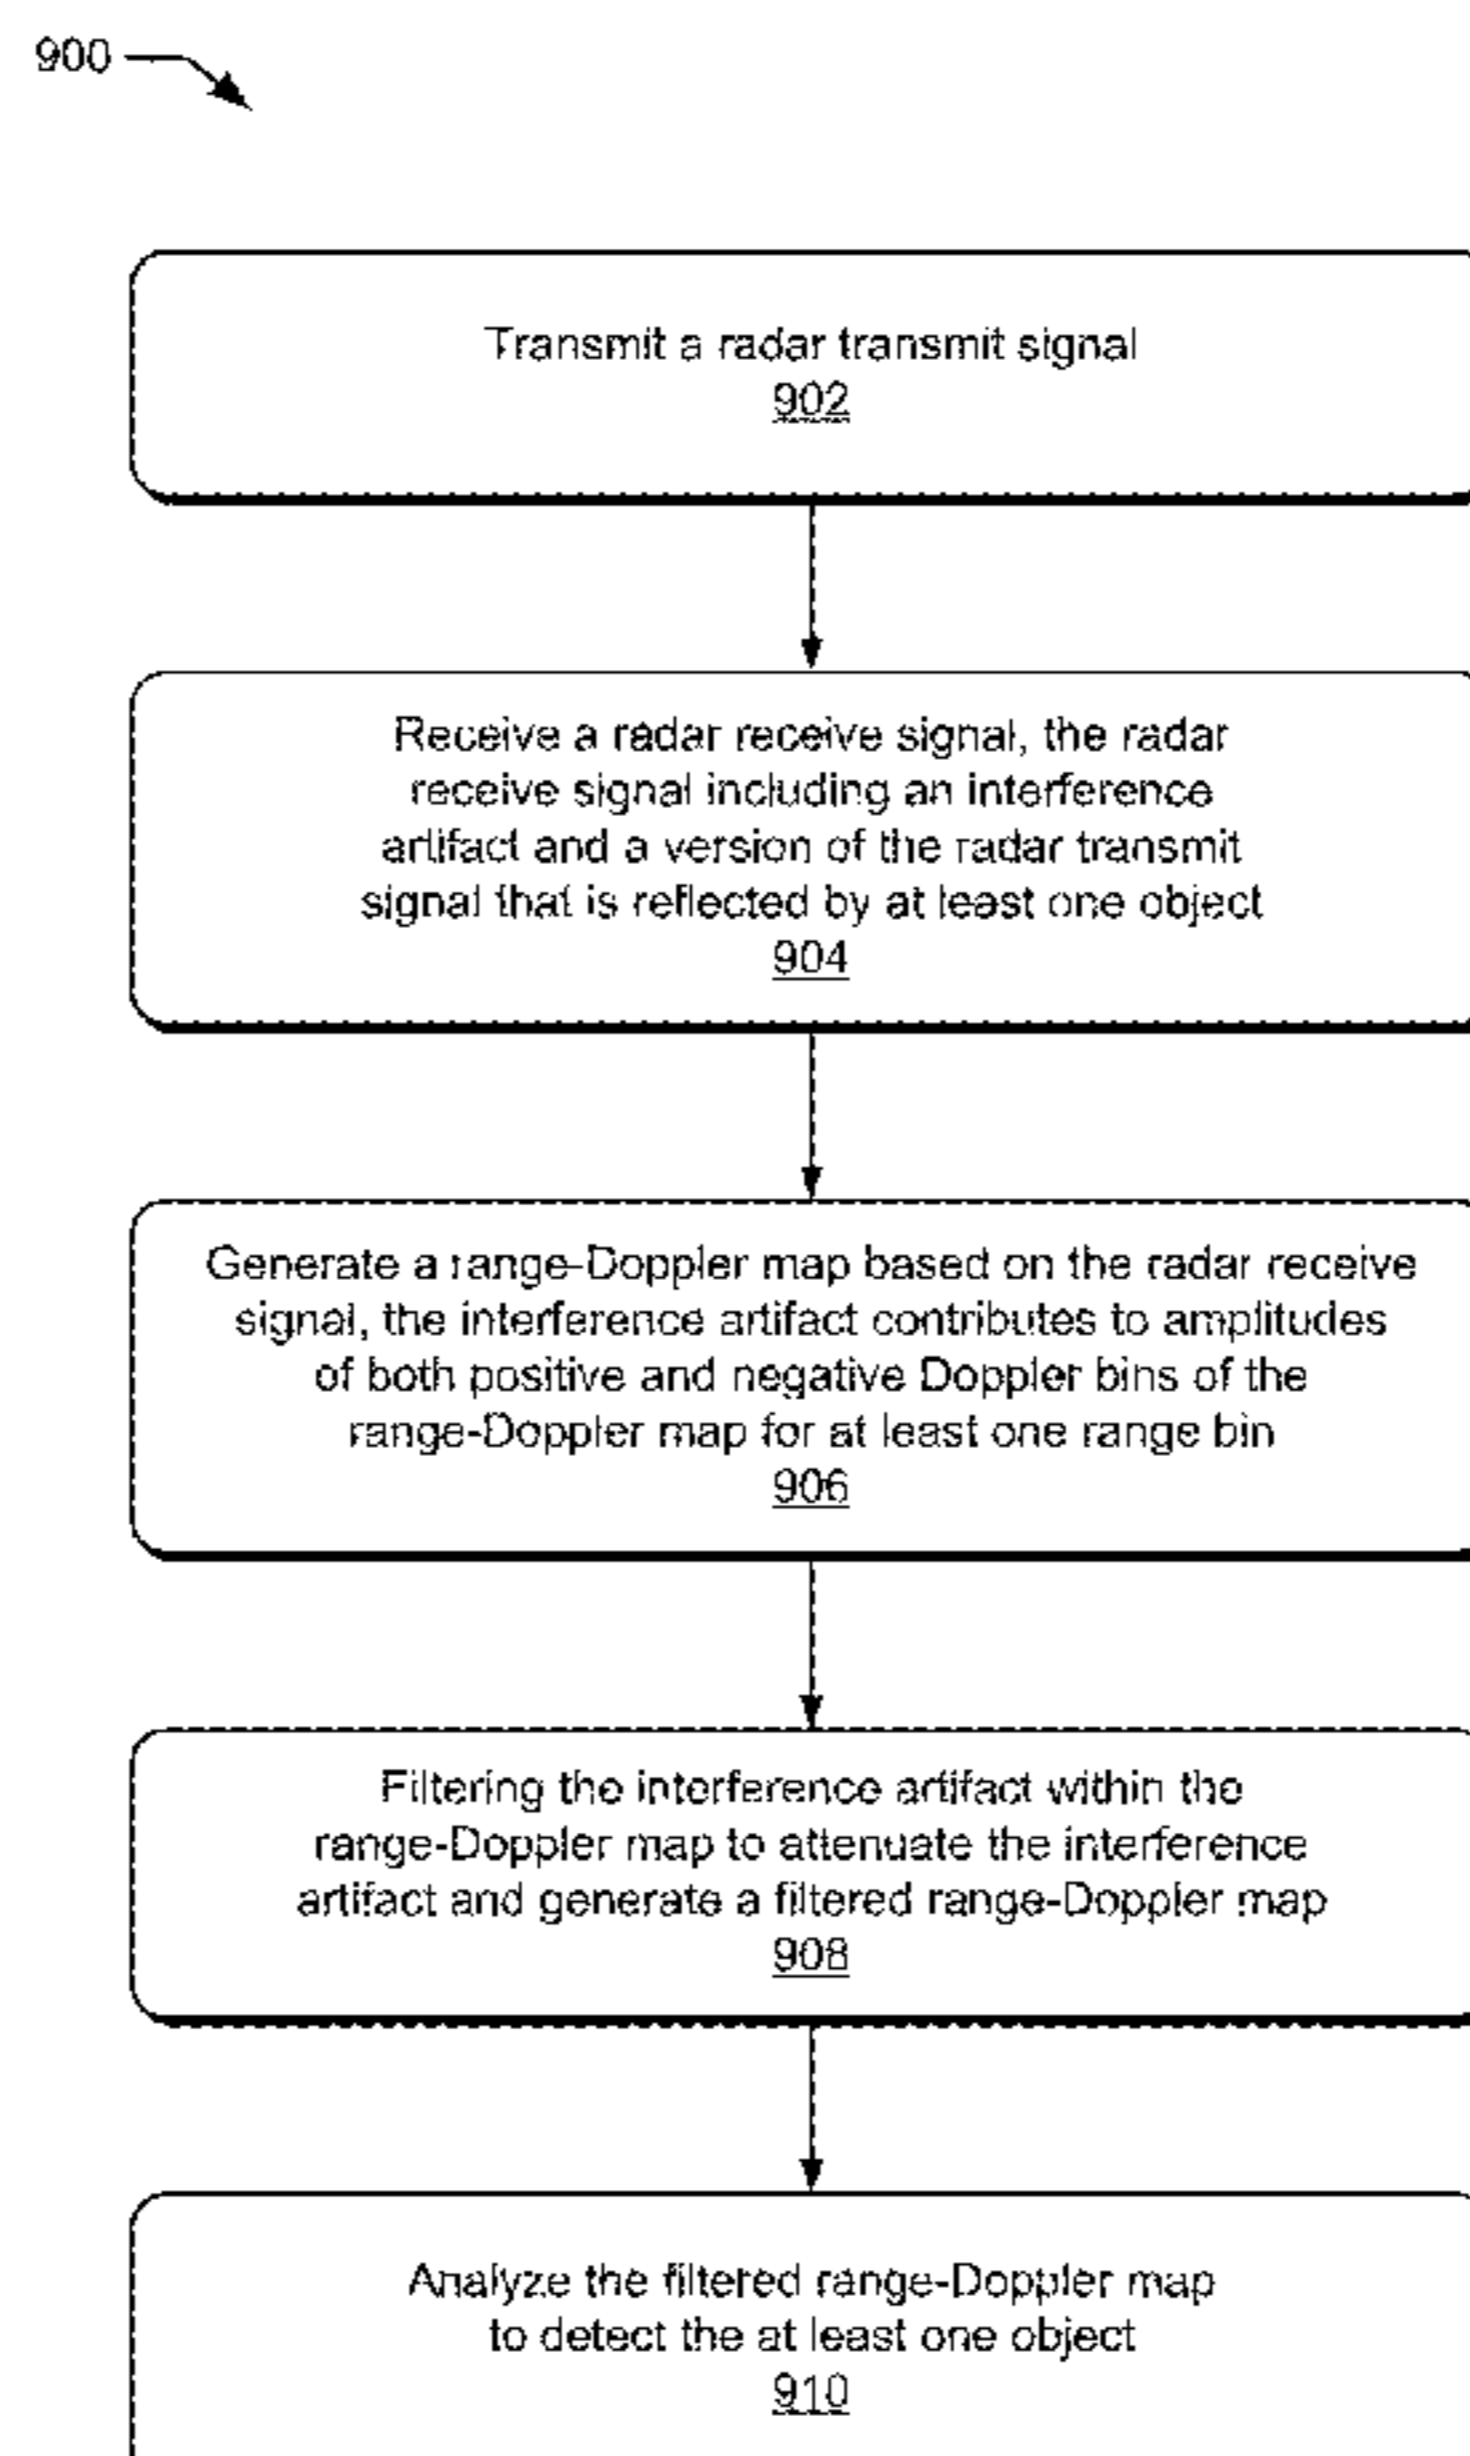 900
Transmit a radar transmit signal
902
Receive a radar receive signal, the radar
receive signal including an interference
artifact and a version of the radar transmit
signal that is reflected by at least one object
904
Generate a range-Doppler map based on the radar receive
signal, the interference artifact contributes to amplitudes
of both positive and negative Doppler bins of the
range-Doppler map for at least one range bin
906
Filtering the interference artifact within the
range-Doppler map to attenuate the interference
artifact and generate a filtered range-Doppler map
908
Analyze the filtered range-Doppler map
to detect the at least one object
910